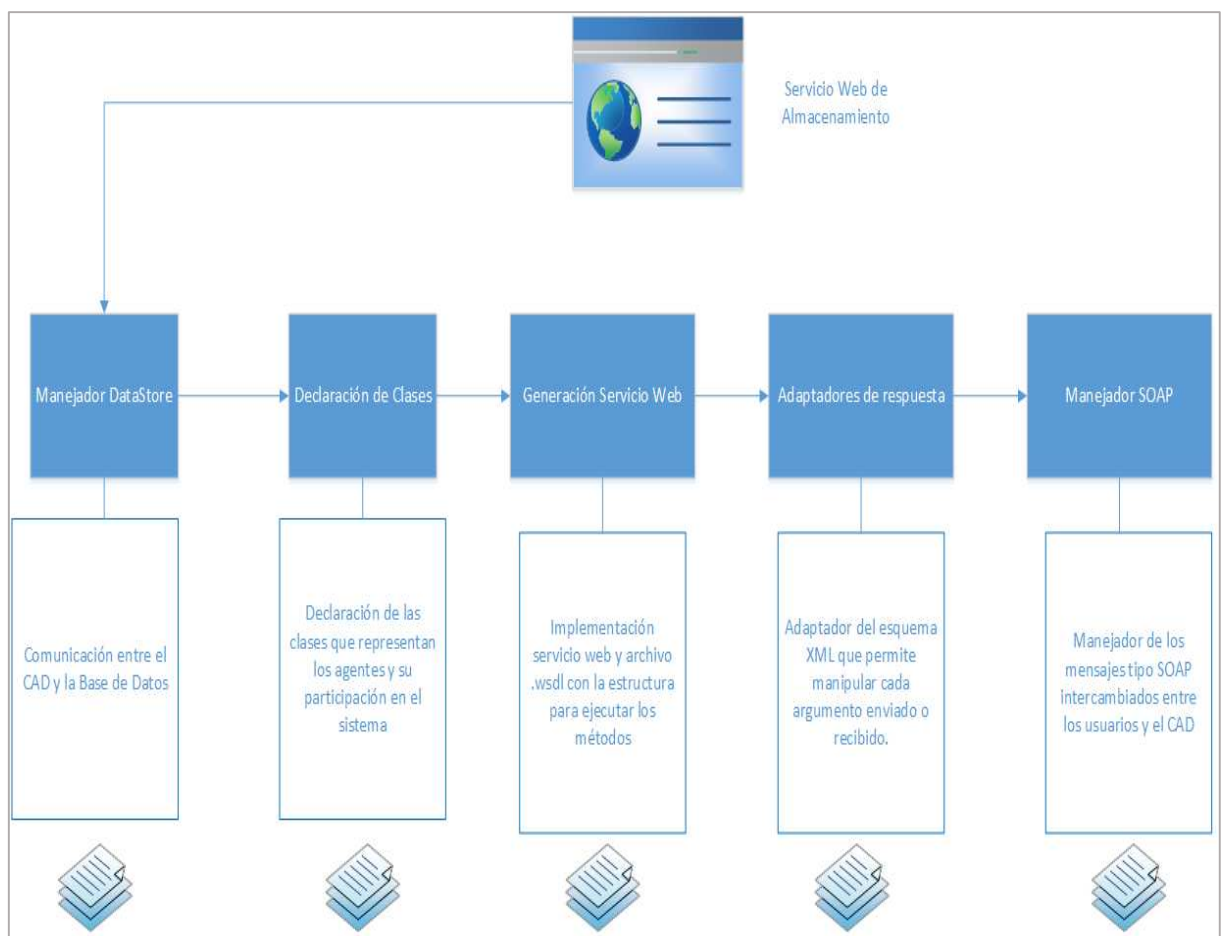 Servicio Web de
Almacenamiento
Manejador DataStore
Declaración de Clases
Generación Servicio Web
Adaptadores de respuesta
Manejador SOAP
Comunicación entre el
CAD y la Base de Datos
Declaración de las
clases que representan
los agentes y su
participación en el
sistema
Implementación
servicio web y archivo
.wsdl con la estructura
para ejecutar los
métodos
Adaptador del esquema
XML que permite
manipular cada
argumento enviado o
recibido.
Manejador de los
mensajes tipo SOAP
intercambiados entre
los usuarios y el CAD